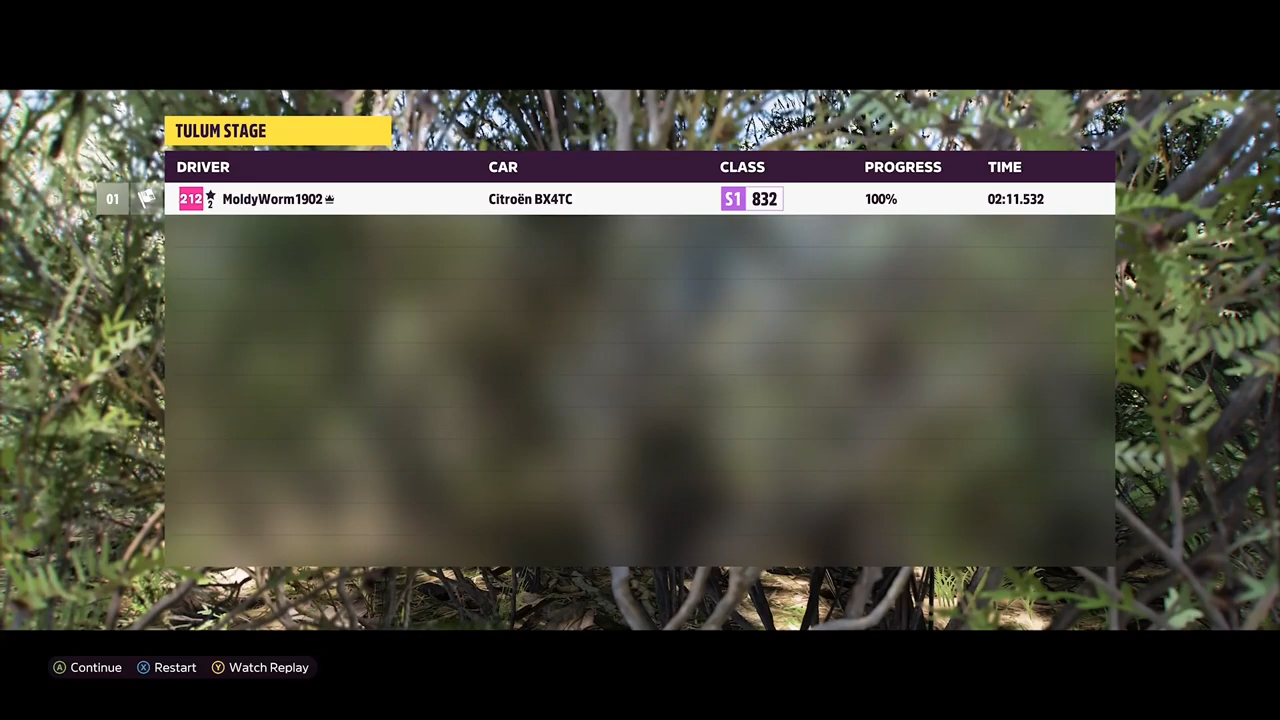 TULUM STAGE
DRIVER CAR CLASS PROGRESS TIME
01 212 2 MoldyWorm1902 Citroën BX4TC S1 832 100% 02:11.532
A Continue X Restart Y Watch Replay